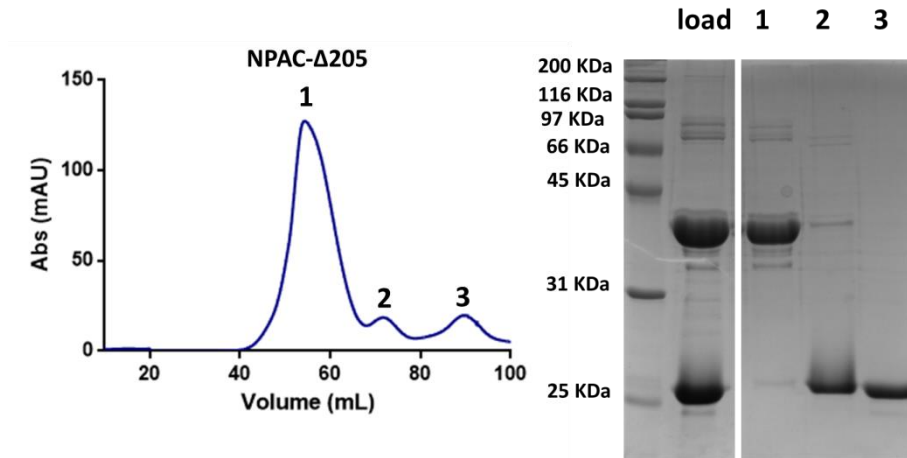 NPAC-Δ205
1
2
3
150
100
50
0
20
40
60
80
100
Abs (mAU)
Volume (mL)
load 1 2 3
200 KDa
116 KDa
97 KDa
66 KDa
45 KDa
31 KDa
25 KDa